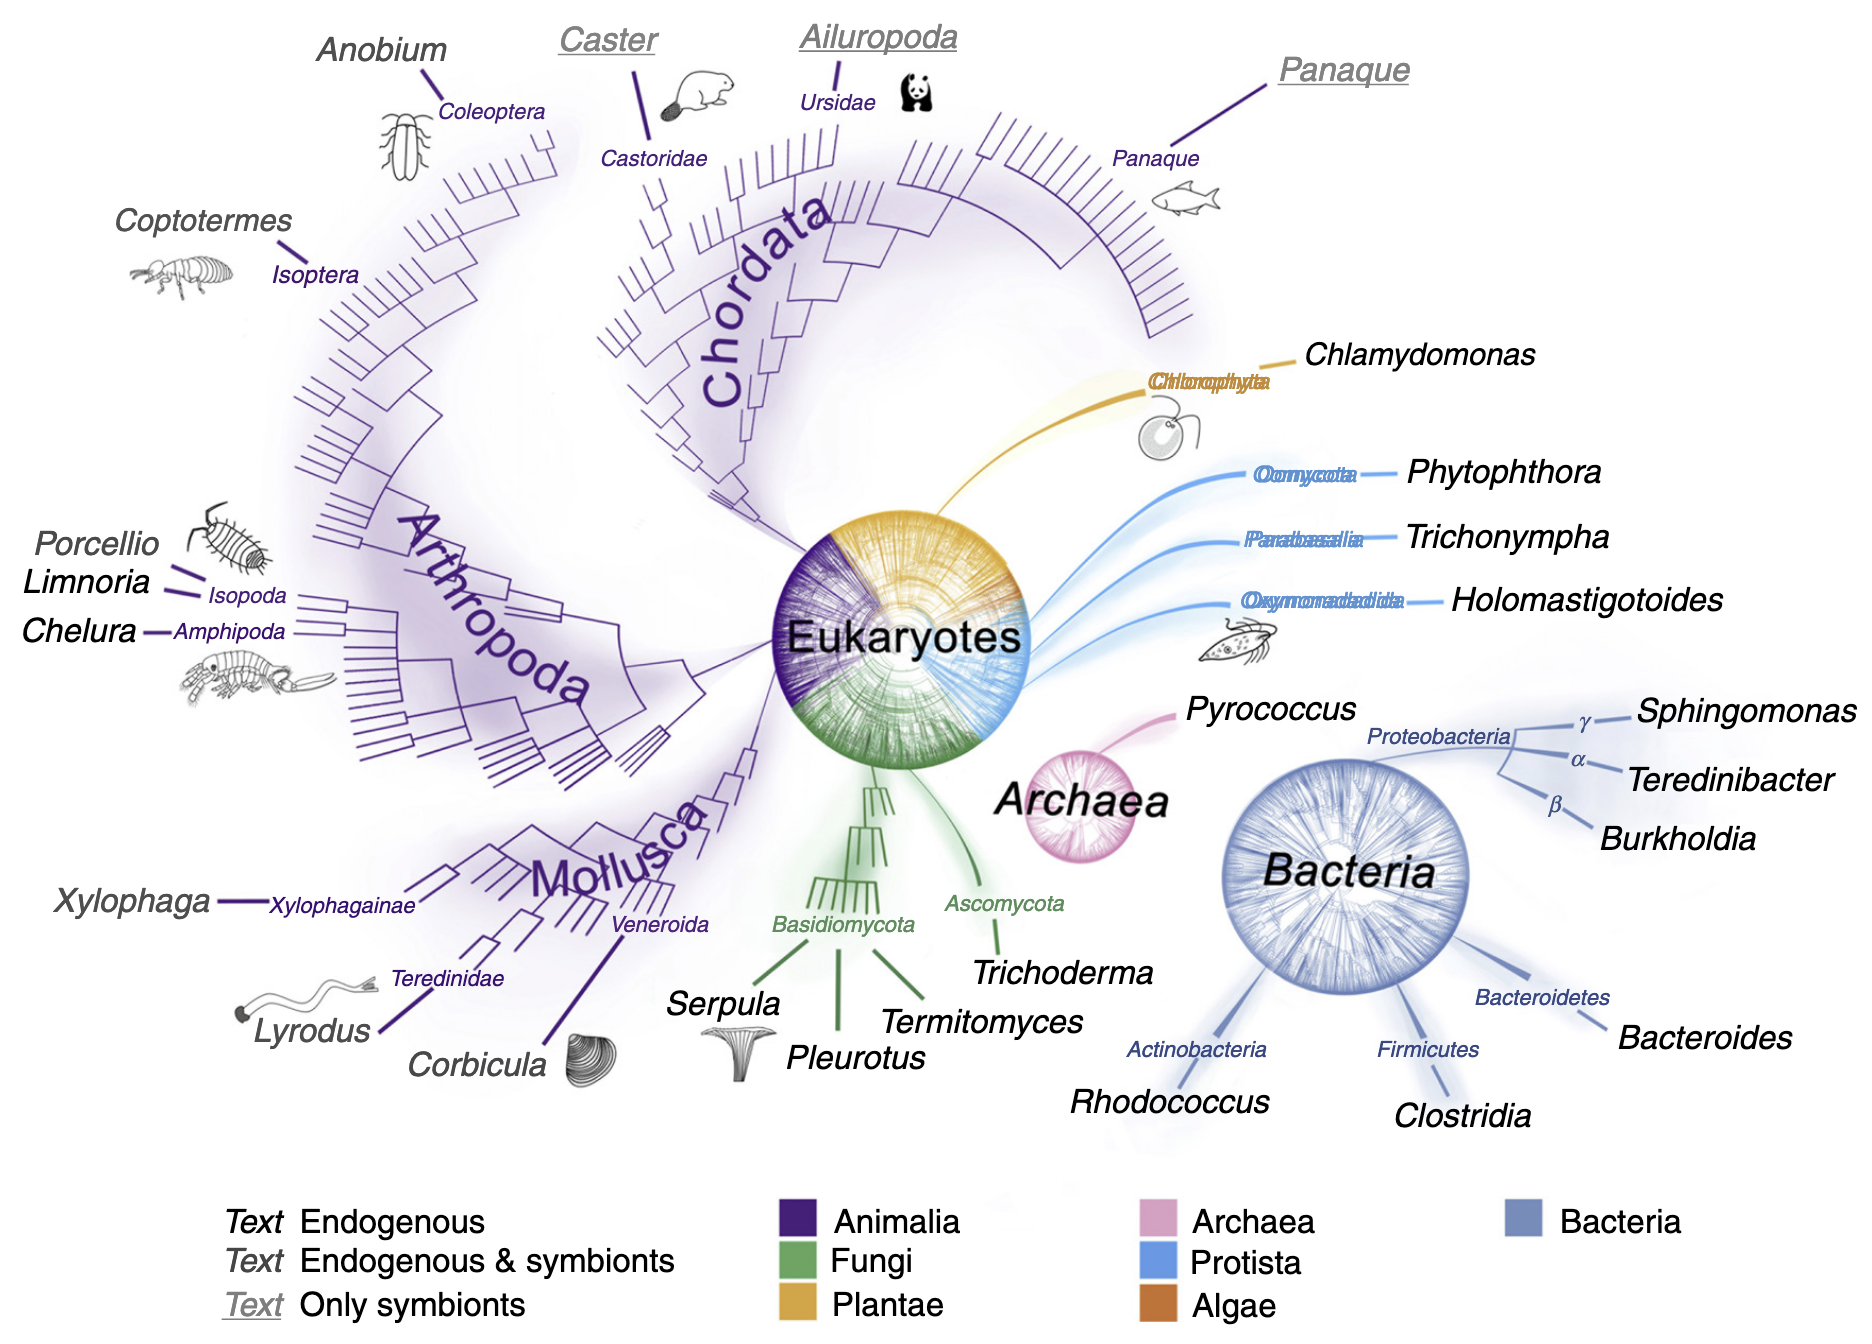 Anobium
Caster
Ailuropoda
Panaque
Coleoptera
Ursidae
Castoridae
Panaque
Coptotermes
Isoptera
Chordata
Chlamydomonas
Chlorophyta
Oomycota
Phytophthora
Parabasalia
Trichonympha
Oxymonadadida
Holomastigotoides
Arthropoda
Porcellio
Limnoria
Isopoda
Chelura
Amphipoda
Eukaryotes
Pyrococcus
Archaea
Proteobacteria
γ
Sphingomonas
α
Teredinibacter
β
Burkholdia
Bacteria
Mollusca
Xylophaga
Xylophagainae
Veneroida
Teredinidae
Lyrodus
Corbicula
Basidiomycota
Ascomycota
Serpula
Trichoderma
Termitomyces
Pleurotus
Bacteroidetes
Bacteroides
Actinobacteria
Firmicutes
Rhodococcus
Clostridia
Text Endogenous
Text Endogenous & symbionts
Text Only symbionts
Animalia
Fungi
Plantae
Archaea
Protista
Algae
Bacteria